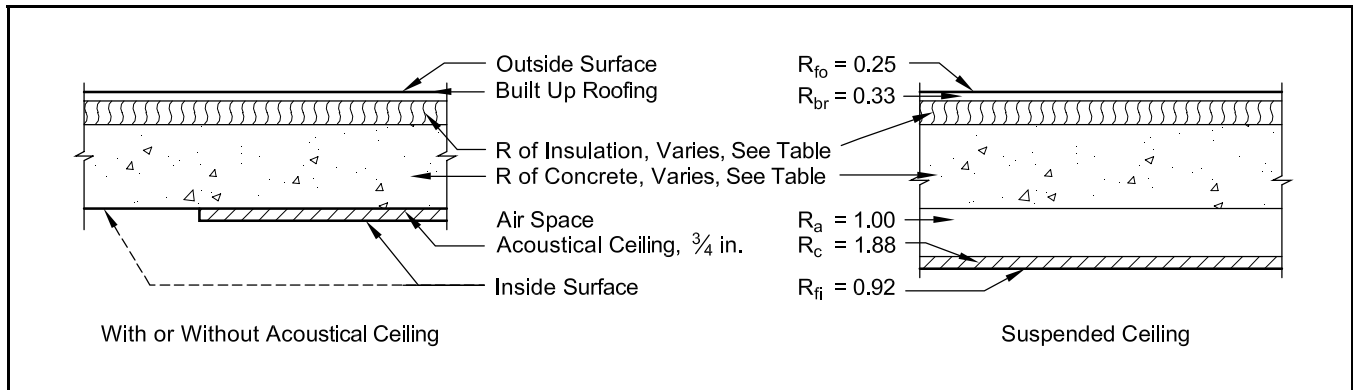 Outside Surface R_fo = 0.25
Built Up Roofing R_br = 0.33
R of Insulation, Varies, See Table
R of Concrete, Varies, See Table
Air Space R_a = 1.00
Acoustical Ceiling, ¾ in. R_c = 1.88
Inside Surface R_fi = 0.92
With or Without Acoustical Ceiling Suspended Ceiling